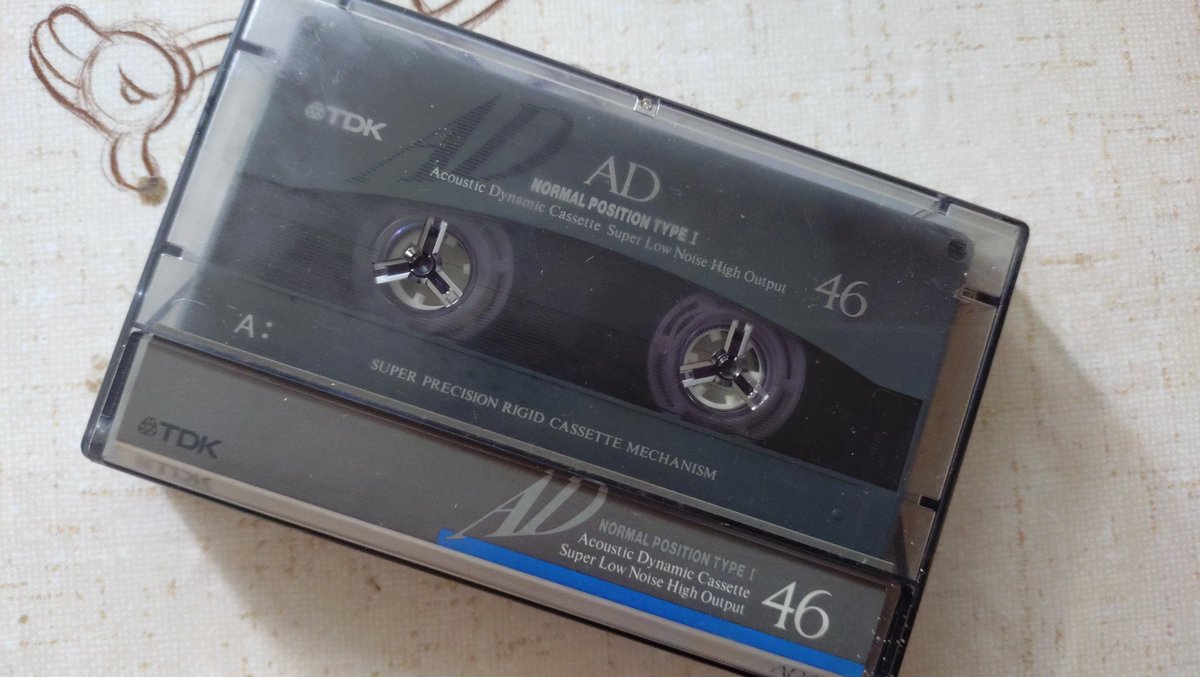 TDK
AD
AD
NORMAL POSITION TYPE I
Acoustic Dynamic Cassette Super Low Noise High Output
46
A:
SUPER PRECISION RIGID CASSETTE MECHANISM
TDK
AD
NORMAL POSITION TYPE I
Acoustic Dynamic Cassette
Super Low Noise High Output
46